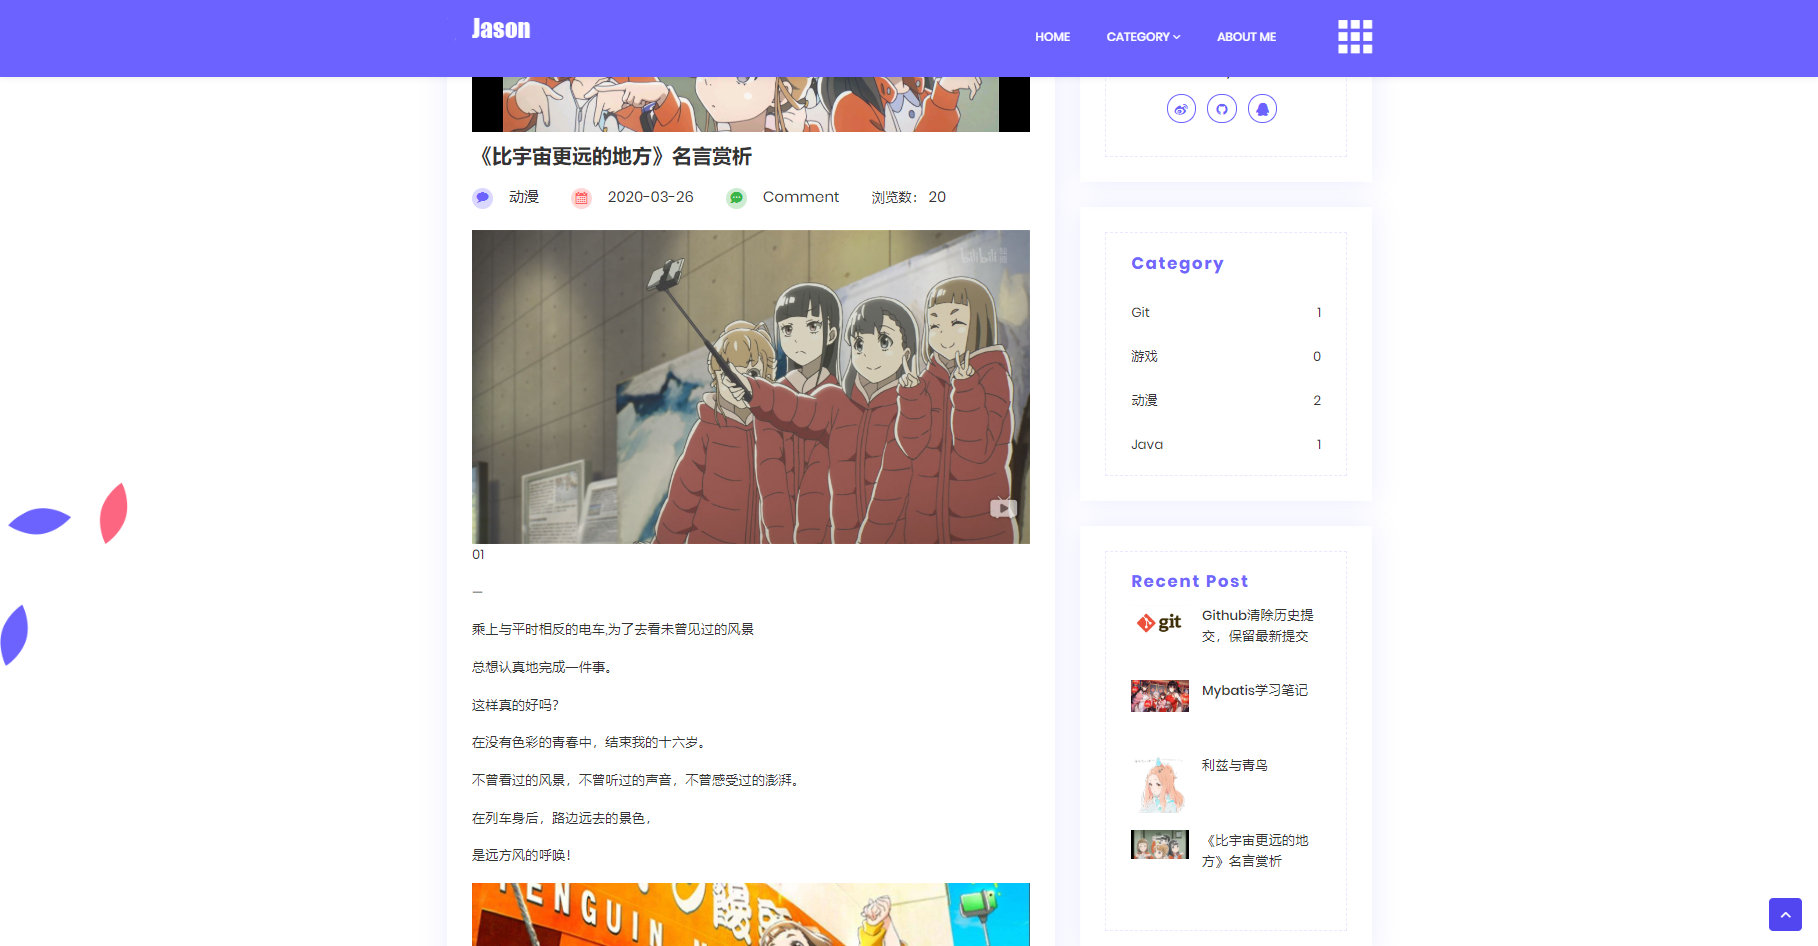 Jason
HOME
CATEGORY
ABOUT ME
《比宇宙更远的地方》名言赏析
动漫
2020-03-26
Comment
浏览数： 20
bilibili
01
—
乘上与平时相反的电车,为了去看未曾见过的风景
总想认真地完成一件事。
这样真的好吗？
在没有色彩的青春中，结束我的十六岁。
不曾看过的风景，不曾听过的声音，不曾感受过的澎湃。
在列车身后，路边远去的景色，
是远方风的呼唤！
PENGUIN
Category
Git 1
游戏 0
动漫 2
Java 1
Recent Post
git
Github清除历史提
交，保留最新提交
Mybatis学习笔记
利兹与青鸟
《比宇宙更远的地
方》名言赏析